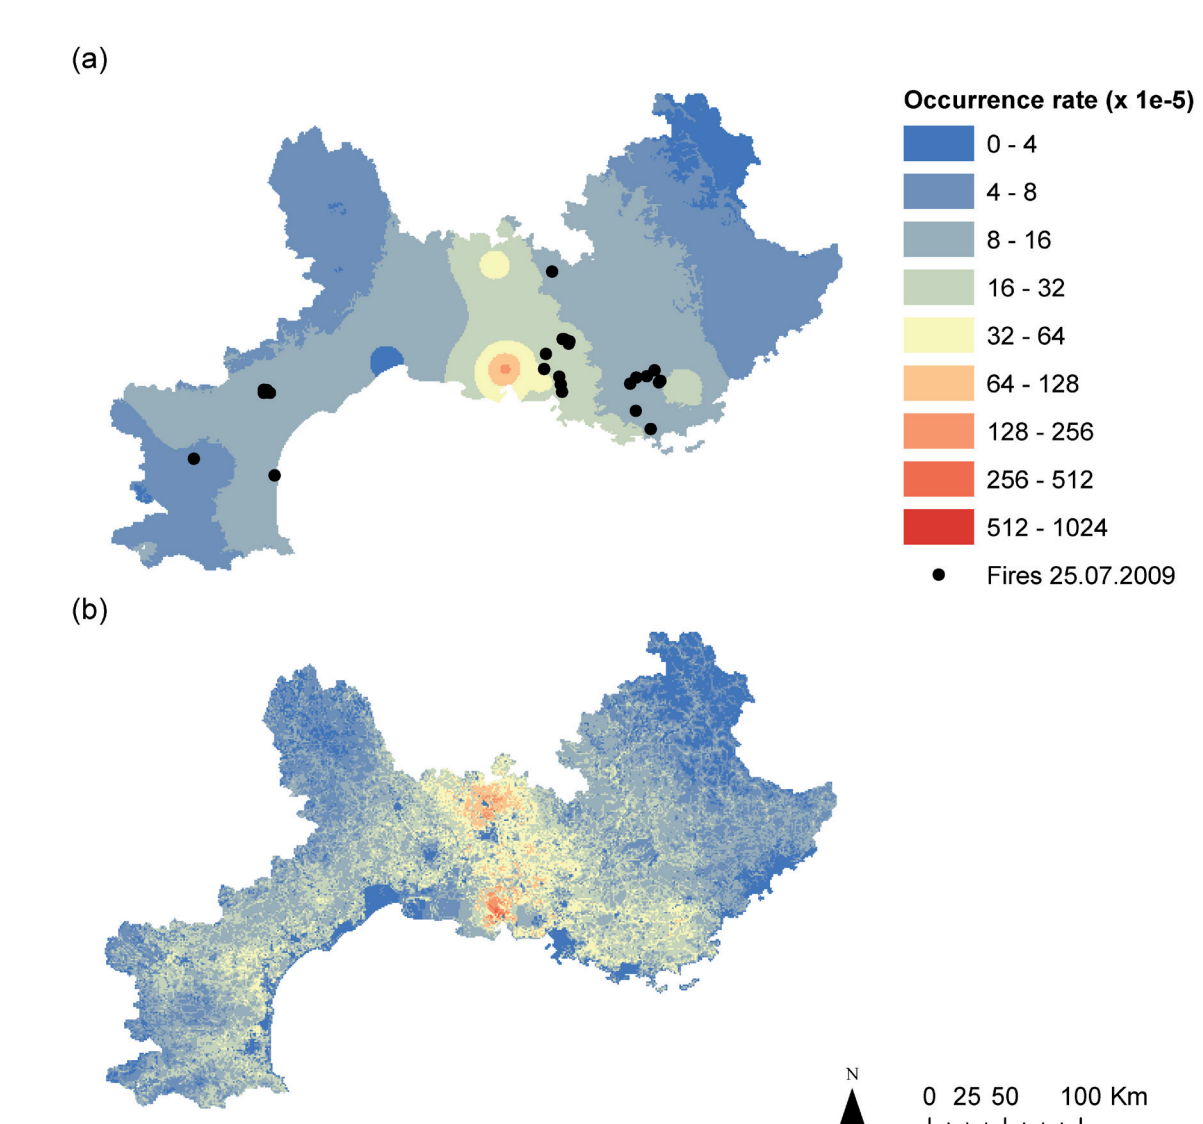 (a)
Occurrence rate (x 1e-5)
0 - 4
4 - 8
8 - 16
16 - 32
32 - 64
64 - 128
128 - 256
256 - 512
512 - 1024
Fires 25.07.2009
(b)
N
0 25 50 100 Km